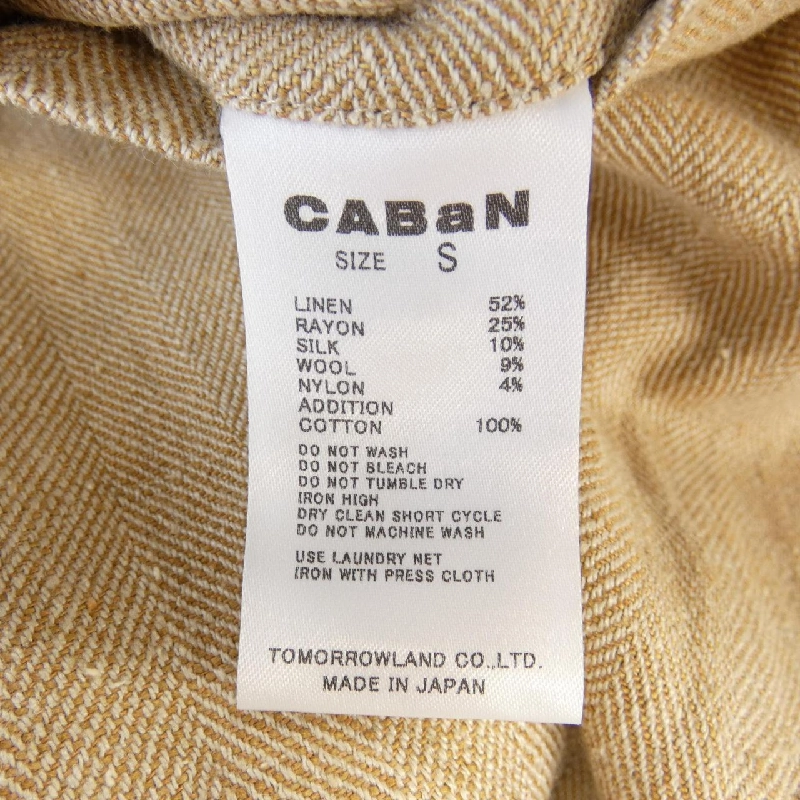 CABaN
SIZE S
LINEN 52%
RAYON 25%
SILK 10%
WOOL 9%
NYLON 4%
ADDITION
COTTON 100%
DO NOT WASH
DO NOT BLEACH
DO NOT TUMBLE DRY
IRON HIGH
DRY CLEAN SHORT CYCLE
DO NOT MACHINE WASH
USE LAUNDRY NET
IRON WITH PRESS CLOTH
TOMORROWLAND CO.,LTD.
MADE IN JAPAN